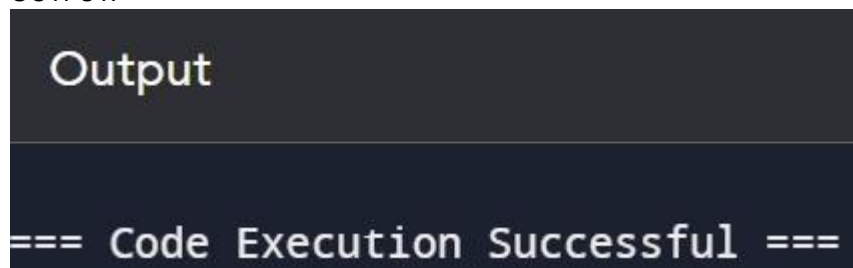 Output
=== Code Execution Successful ===